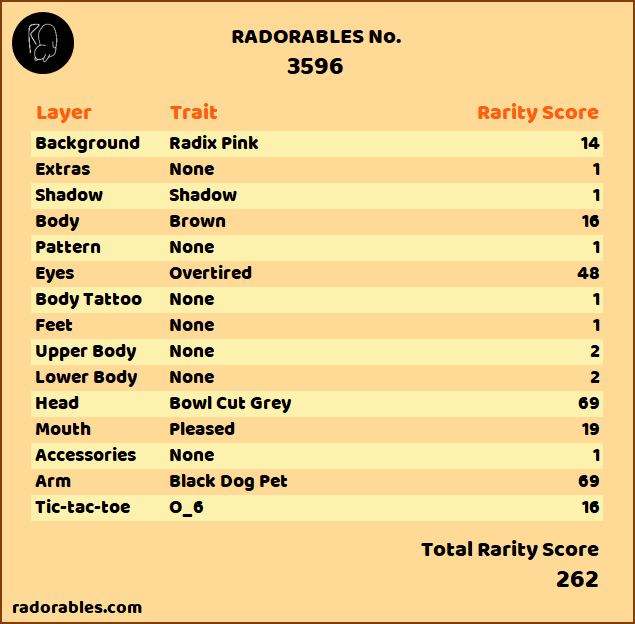 RADORABLES No.
3596
Layer Trait Rarity Score
Background Radix Pink 14
Extras None 1
Shadow Shadow 1
Body Brown 16
Pattern None 1
Eyes Overtired 48
Body Tattoo None 1
Feet None 1
Upper Body None 2
Lower Body None 2
Head Bowl Cut Grey 69
Mouth Pleased 19
Accessories None 1
Arm Black Dog Pet 69
Tic-tac-toe O_6 16
Total Rarity Score
262
radorables.com